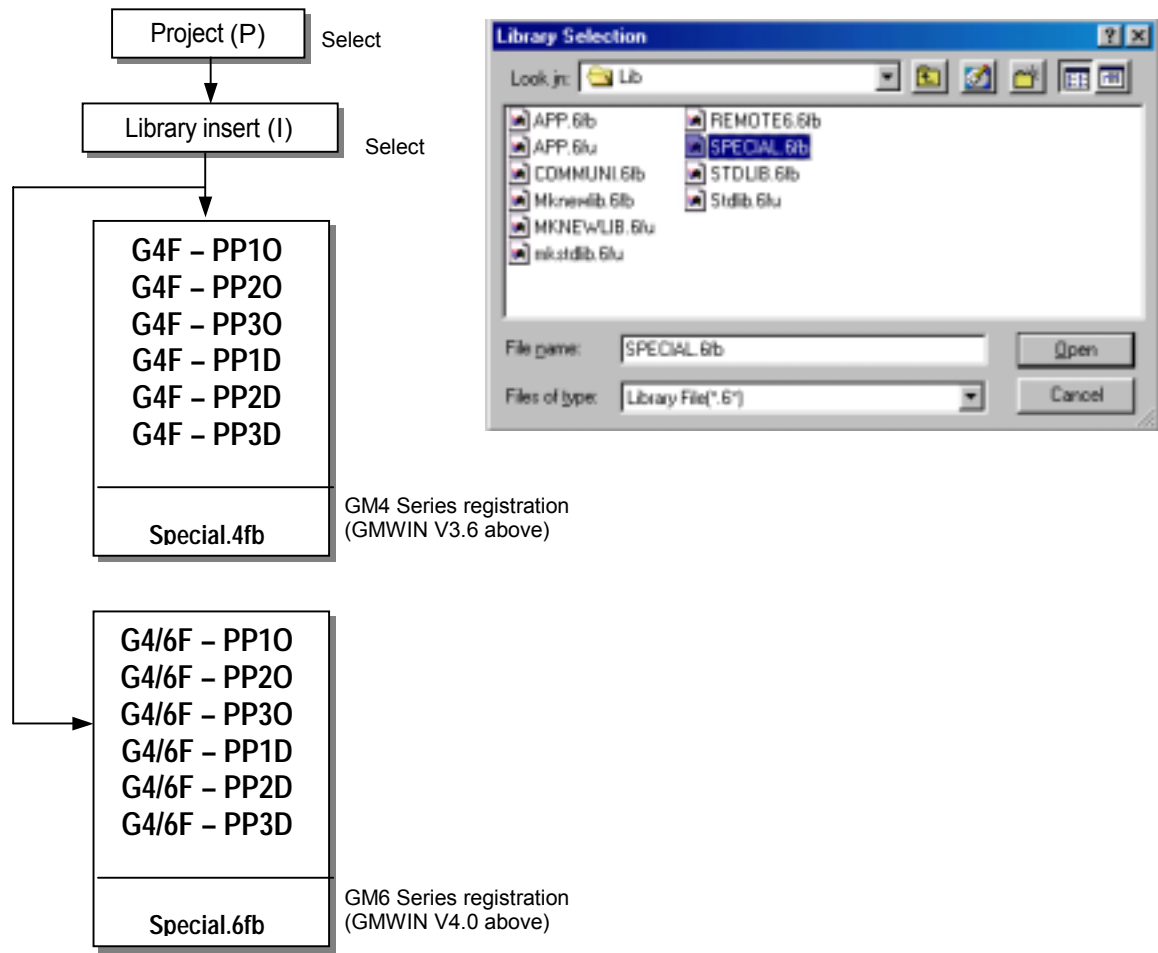 Project (P)
Select
Library insert (I)
Select
G4F – PP1O
G4F – PP2O
G4F – PP3O
G4F – PP1D
G4F – PP2D
G4F – PP3D
Special.4fb
GM4 Series registration
(GMWIN V3.6 above)
G4/6F – PP1O
G4/6F – PP2O
G4/6F – PP3O
G4/6F – PP1D
G4/6F – PP2D
G4/6F – PP3D
Special.6fb
GM6 Series registration
(GMWIN V4.0 above)
Library Selection
Look in: Lib
APP.6fb
APP.6fu
COMMUNI.6fb
Mknewlib.6fb
MKNEWLIB.6fu
mkstdlib.6fu
REMOTE6.6fb
SPECIAL.6fb
STDLIB.6fb
Stdlib.6fu
File name: SPECIAL.6fb
Open
Files of type: Library File(*.6*)
Cancel